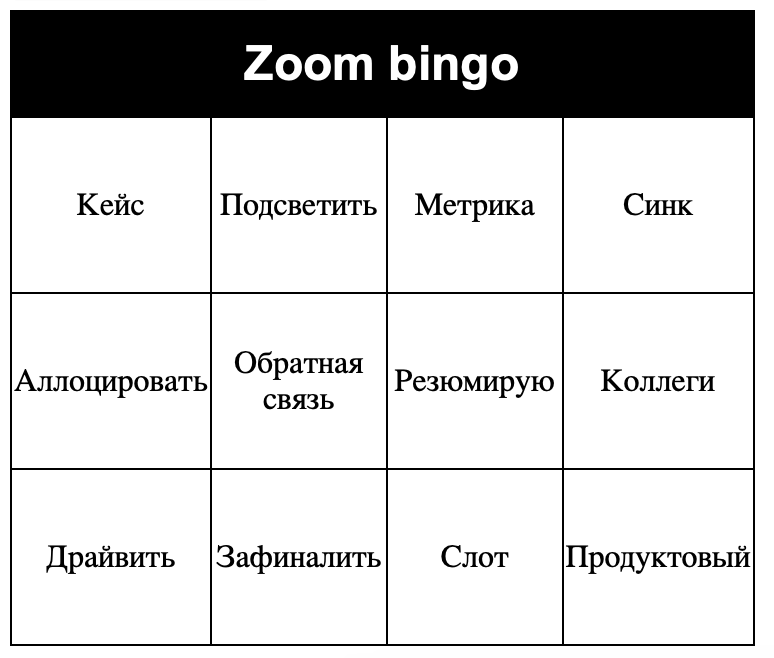 Zoom bingo
Кейс
Подсветить
Метрика
Синк
Аллоцировать
Обратная
связь
Резюмирую
Коллеги
Драйвить
Зафиналить
Слот
Продуктовый